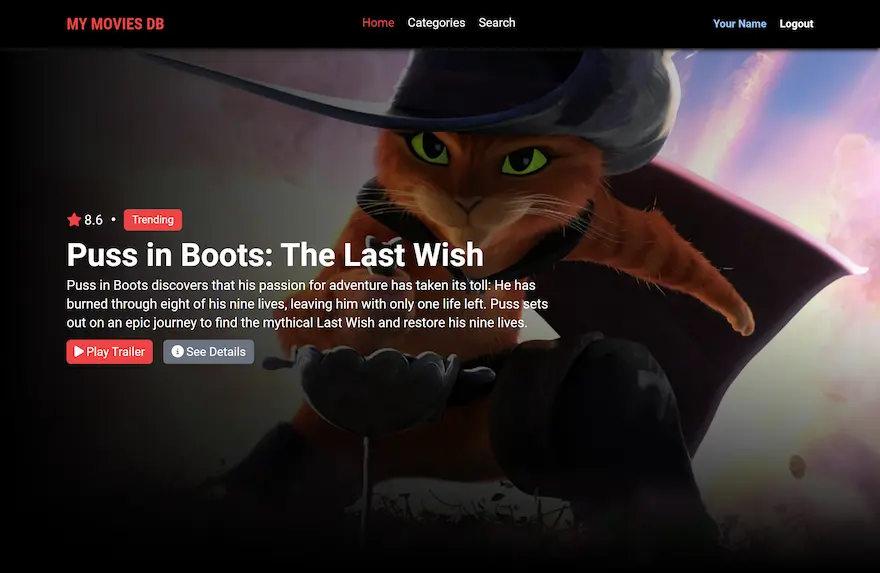 MY MOVIES DB
Home Categories Search
Your Name Logout
8.6 • Trending
Puss in Boots: The Last Wish
Puss in Boots discovers that his passion for adventure has taken its toll: He has
burned through eight of his nine lives, leaving him with only one life left. Puss sets
out on an epic journey to find the mythical Last Wish and restore his nine lives.
Play Trailer See Details